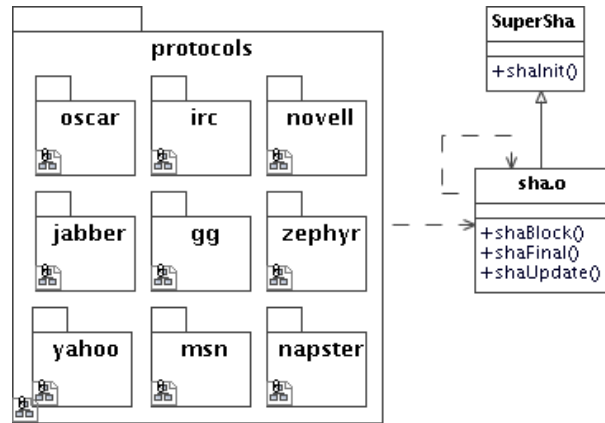 protocols
oscar
irc
novell
jabber
gg
zephyr
yahoo
msn
napster
SuperSha
+shaInit()
sha.o
+shaBlock()
+shaFinal()
+shaUpdate()